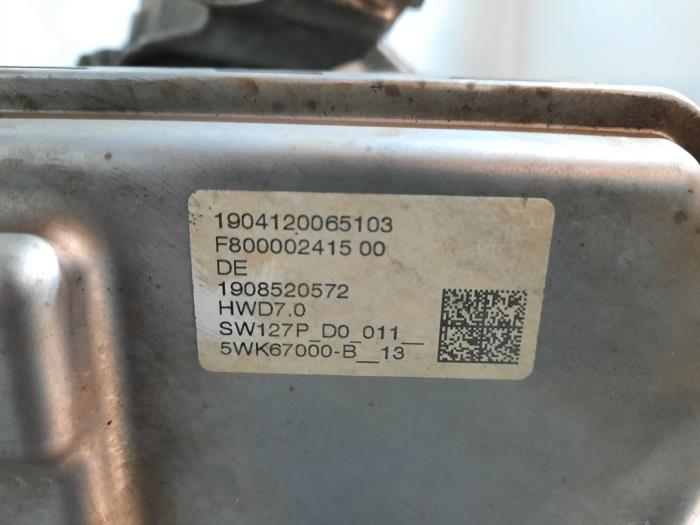 1904120065103
F800002415 00
DE
1908520572
HWD7.0
SW127P_D0_011__
5WK67000-B__13